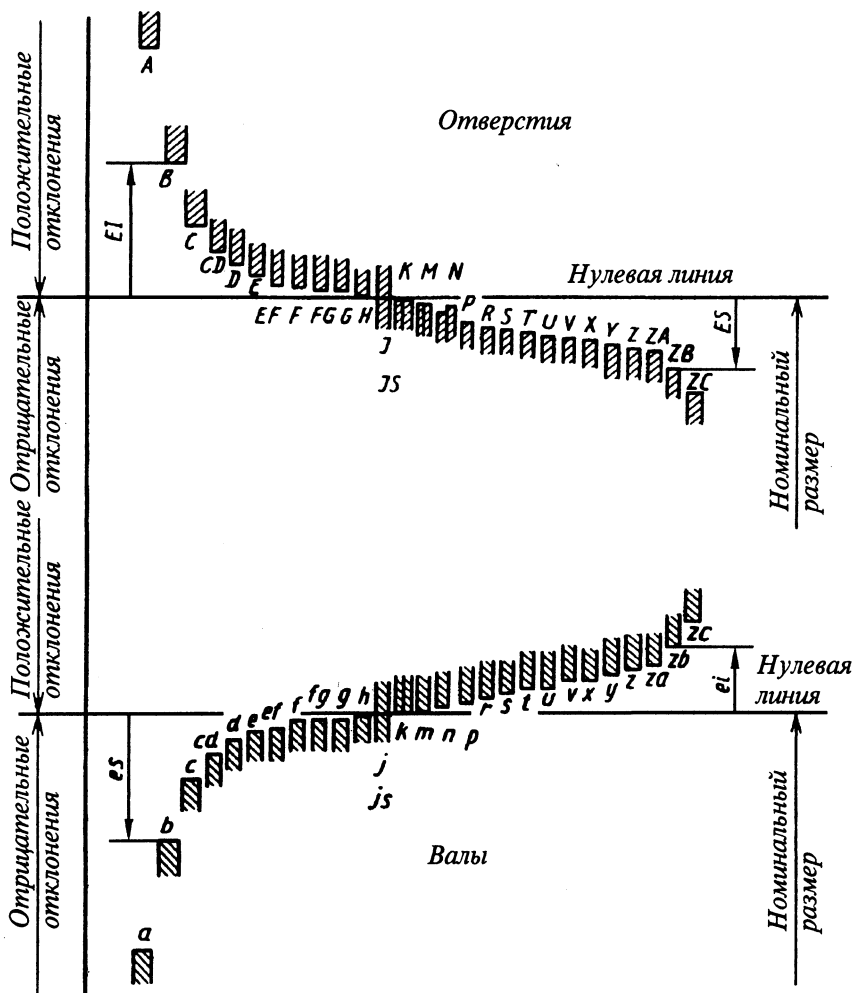 A
Отверстия
B
EI
C
CD
D
E
K M N
Нулевая линия
EF F FG G H
P R S T U V X Y Z ZA ZB ZC
ES
J
JS
Положительные
отклонения
Отрицательные
отклонения
Номинальный
размер
Положительные
отклонения
zc
zb
ei
Нулевая
линия
a b c cd d e ef f fg g h
k m n p r s t u v x y z za
es
j
js
Валы
Отрицательные
отклонения
Номинальный
размер